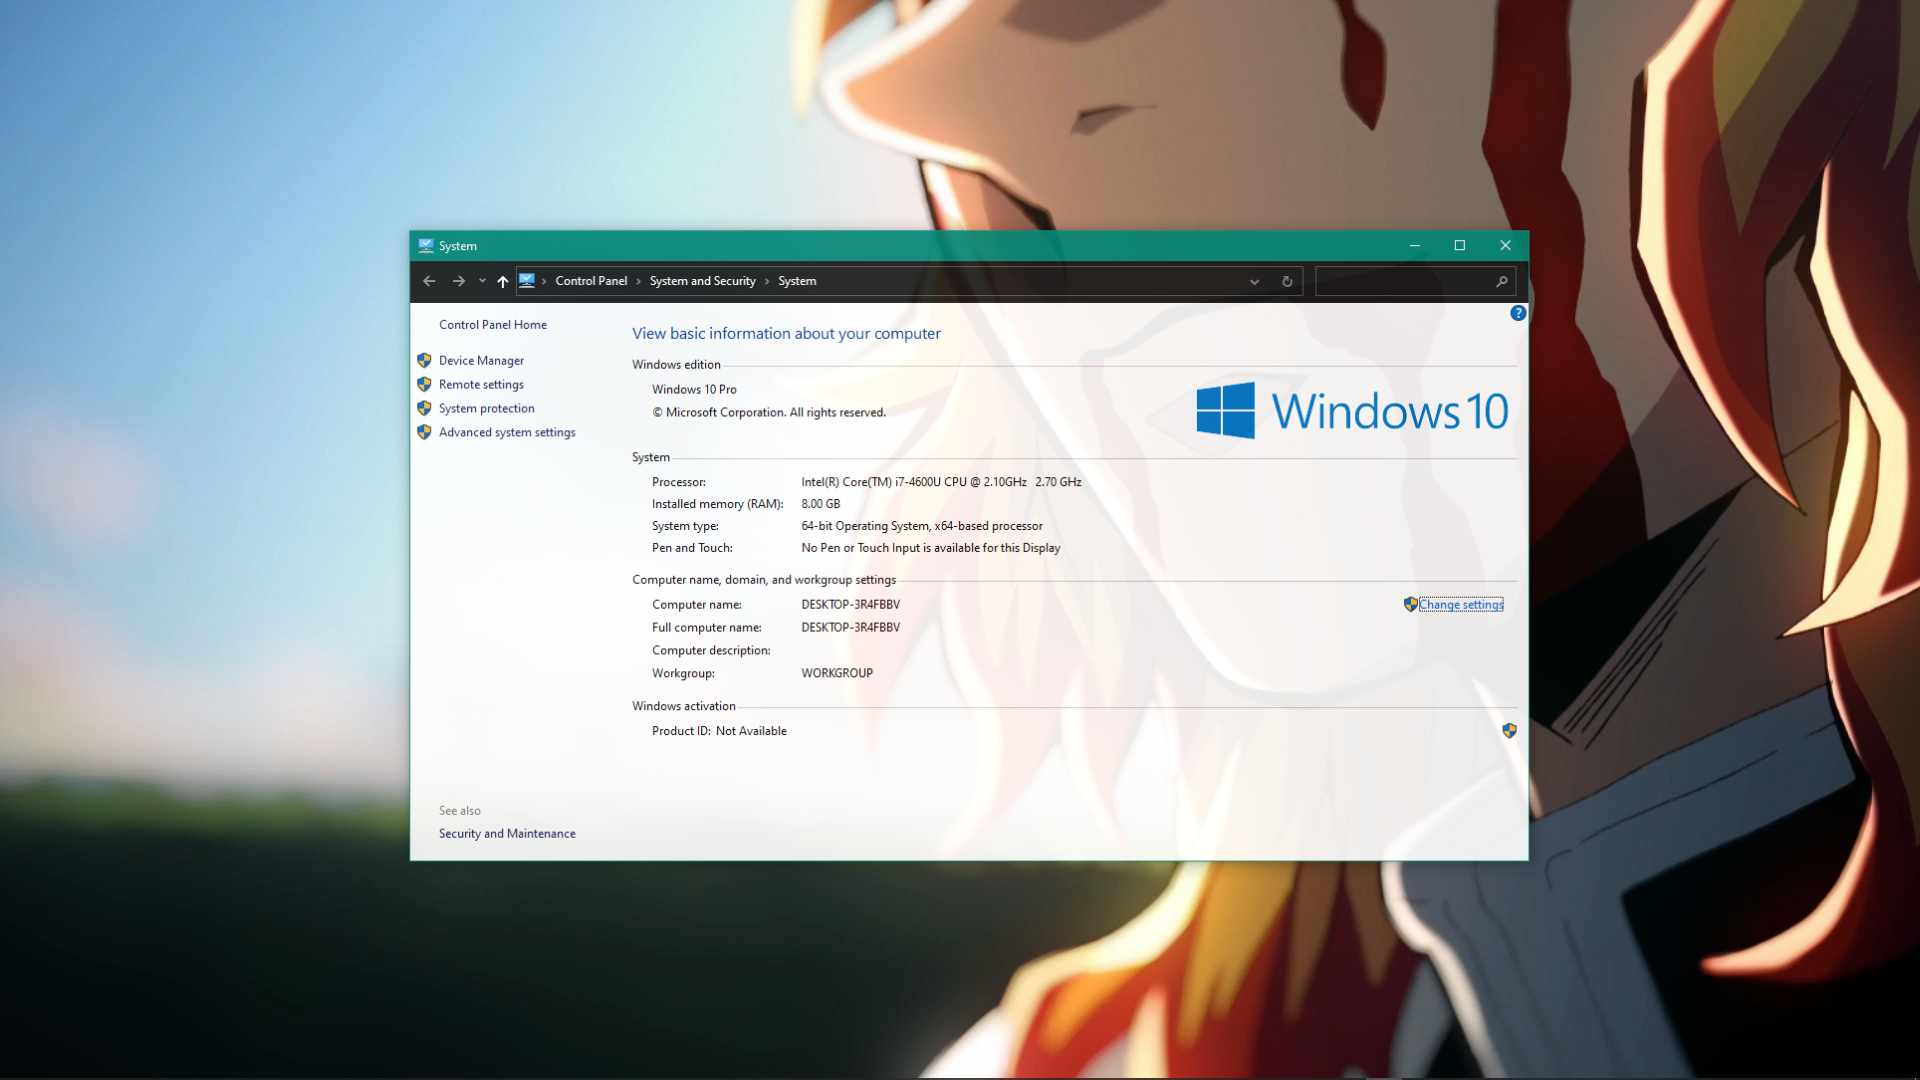 System
Control Panel > System and Security > System
Control Panel Home
Device Manager
Remote settings
System protection
Advanced system settings
View basic information about your computer
Windows edition
Windows 10 Pro
© Microsoft Corporation. All rights reserved.
Windows 10
System
Processor: Intel(R) Core(TM) i7-4600U CPU @ 2.10GHz 2.70 GHz
Installed memory (RAM): 8.00 GB
System type: 64-bit Operating System, x64-based processor
Pen and Touch: No Pen or Touch Input is available for this Display
Computer name, domain, and workgroup settings
Computer name: DESKTOP-3R4FBBV
Change settings
Full computer name: DESKTOP-3R4FBBV
Computer description:
Workgroup: WORKGROUP
Windows activation
Product ID: Not Available
See also
Security and Maintenance